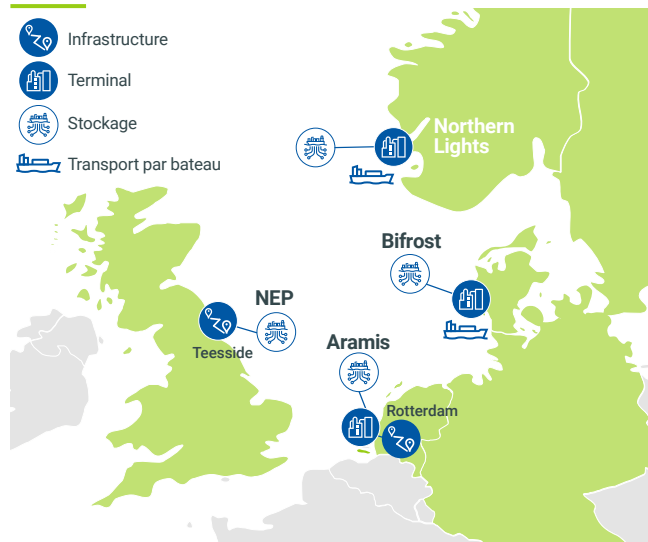 Infrastructure
Terminal
Stockage
Transport par bateau
Northern
Lights
Bifrost
NEP
Teesside
Aramis
Rotterdam